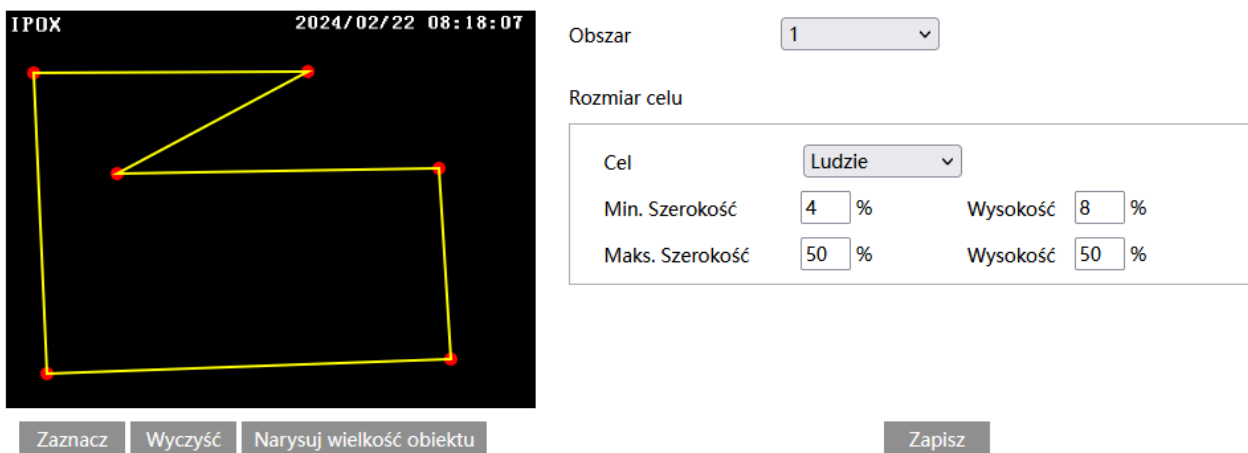 IPOX 2024/02/22 08:18:07
Obszar 1
Rozmiar celu
Cel Ludzie
Min. Szerokość 4 % Wysokość 8 %
Maks. Szerokość 50 % Wysokość 50 %
Zaznacz Wyczyść Narysuj wielkość obiektu Zapisz